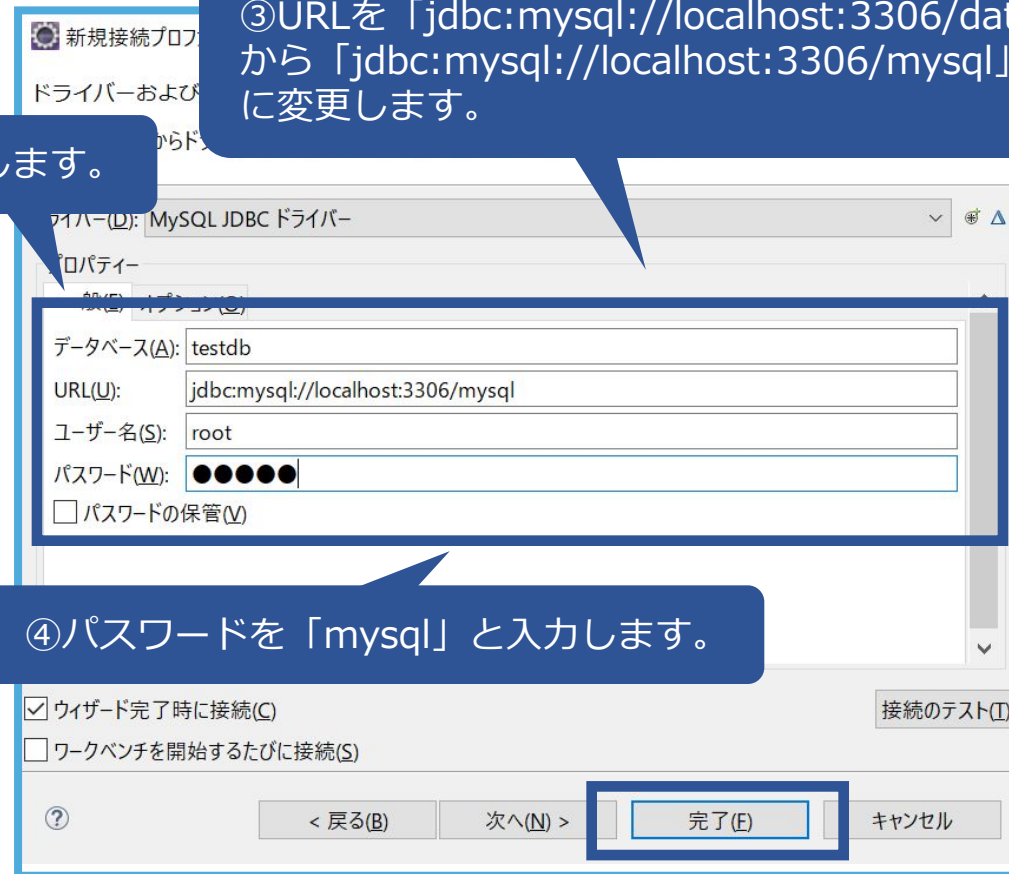 ③URLを「jdbc:mysql://localhost:3306/dat
から「jdbc:mysql://localhost:3306/mysql」
に変更します。
新規接続プロフ
ドライバーおよび
からド
します。
ライバー(D): MySQL JDBC ドライバー
プロパティー
一般(E) オプション(O)
データベース(A): testdb
URL(U): jdbc:mysql://localhost:3306/mysql
ユーザー名(S): root
パスワード(W): ●●●●●
パスワードの保管(V)
④パスワードを「mysql」と入力します。
ウィザード完了時に接続(C)
接続のテスト(T)
ワークベンチを開始するたびに接続(S)
< 戻る(B) 次へ(N) > 完了(F) キャンセル